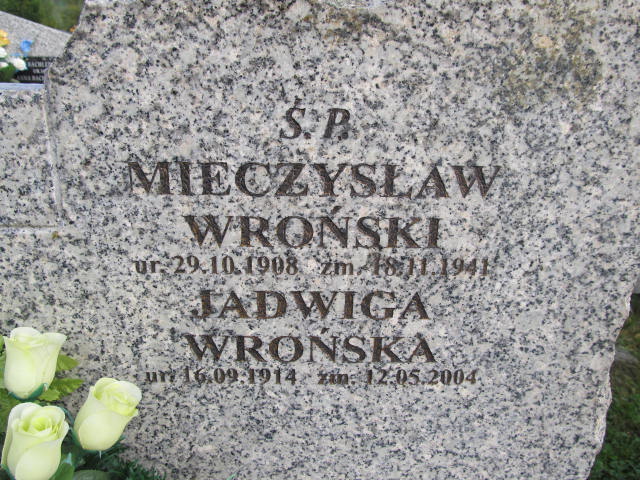 Ś.P.
MIECZYSŁAW
WROŃSKI
ur. 29.10.1908 zm. 18.11.1941
JADWIGA
WROŃSKA
ur. 16.09.1914 zm. 12.05.2004